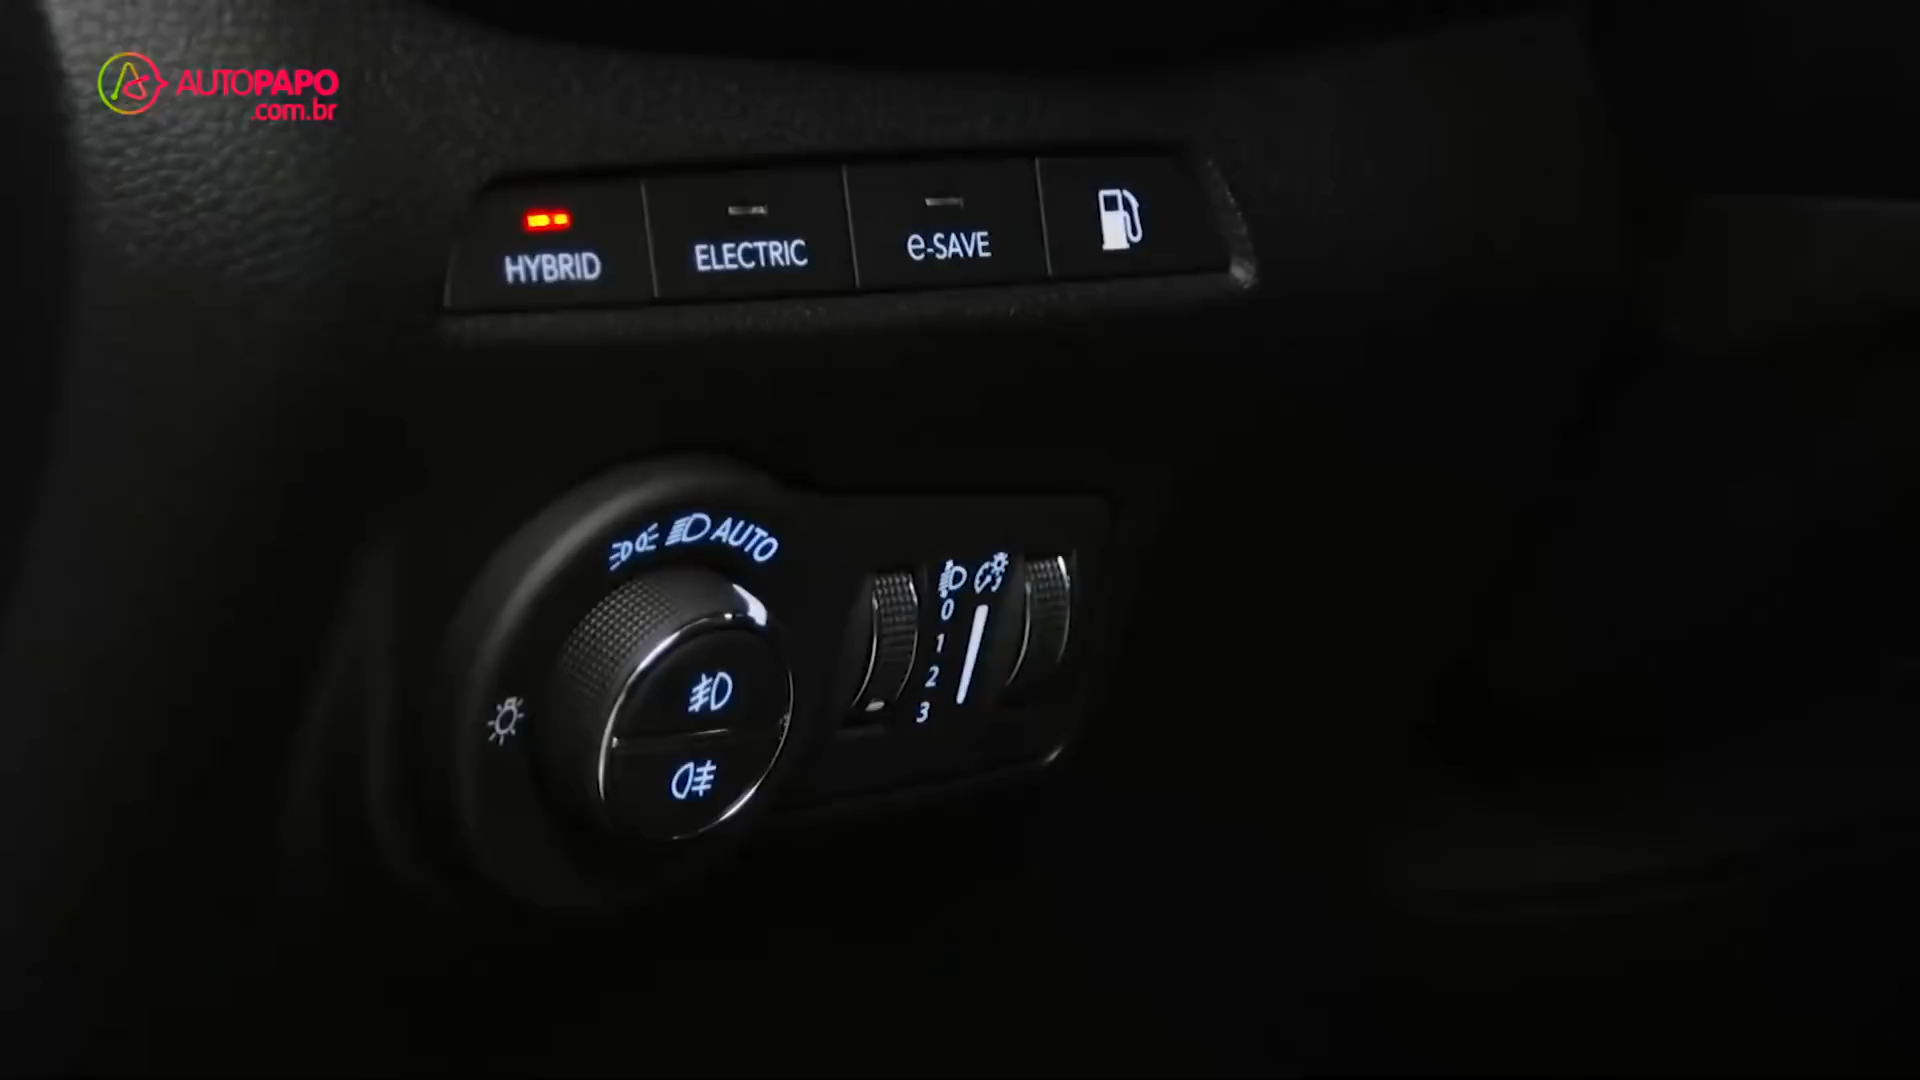 AUTOPAPO
.com.br
HYBRID
ELECTRIC
e-SAVE
AUTO
0
1
2
3